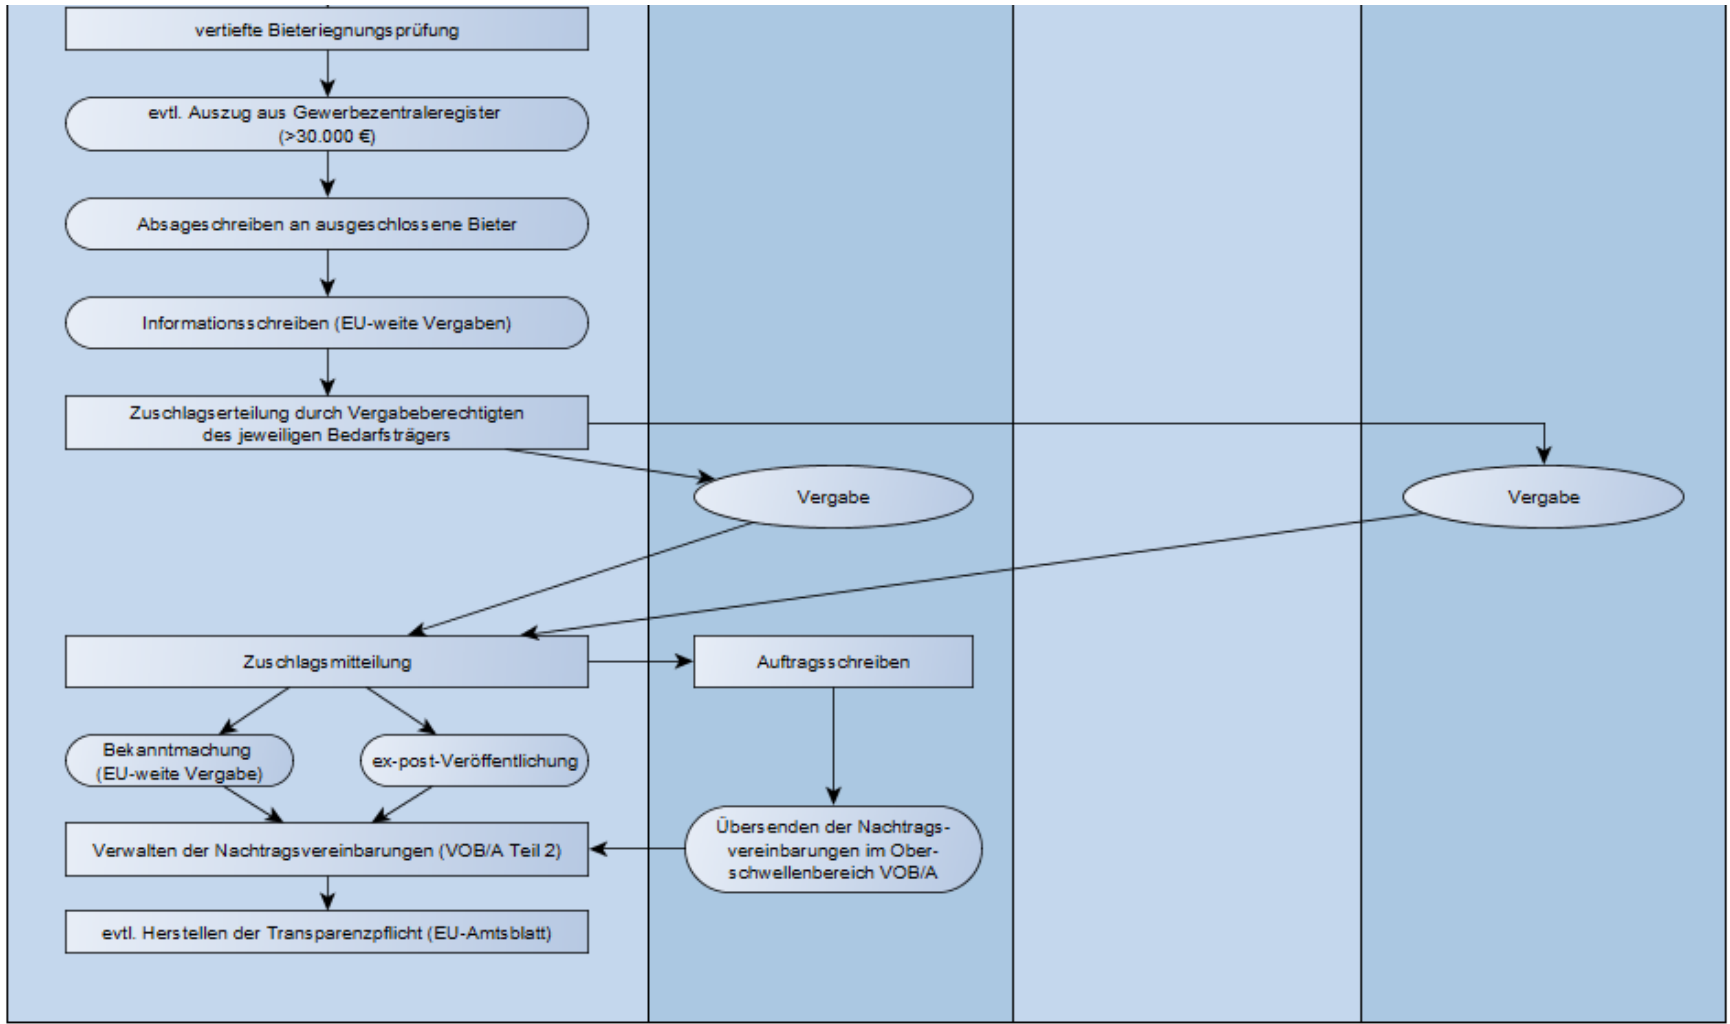 vertiefte Bieteriegnungsprüfung
evtl. Auszug aus Gewerbezentraleregister
(>30.000 €)
Absageschreiben an ausgeschlossene Bieter
Informationsschreiben (EU-weite Vergaben)
Zuschlagserteilung durch Vergabeberechtigten
des jeweiligen Bedarfsträgers
Vergabe
Vergabe
Zuschlagsmitteilung
Auftragsschreiben
Bekanntmachung
(EU-weite Vergabe)
ex-post-Veröffentlichung
Übersenden der Nachtrags-
vereinbarungen im Ober-
schwellenbereich VOB/A
Verwalten der Nachtragsvereinbarungen (VOB/A Teil 2)
evtl. Herstellen der Transparenzpflicht (EU-Amtsblatt)